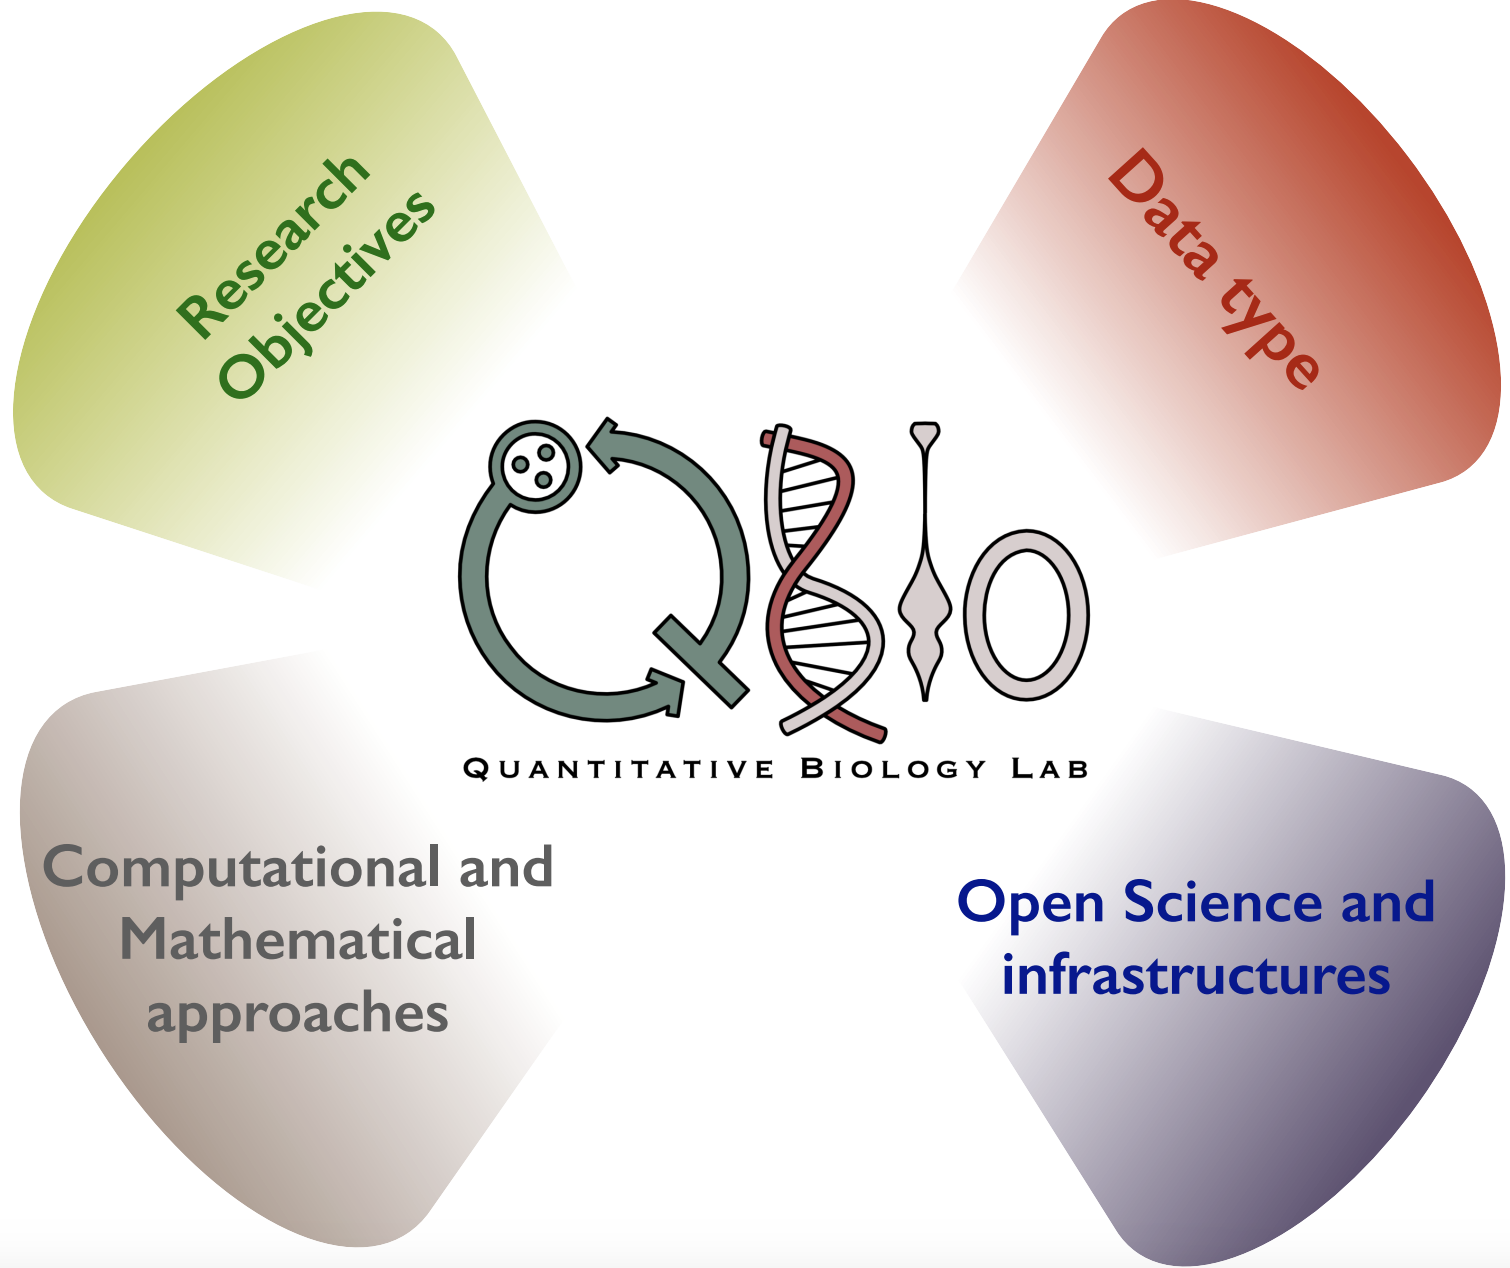 Research
Objectives
Data type
QBIO
QUANTITATIVE BIOLOGY LAB
Computational and
Mathematical
approaches
Open Science and
infrastructures